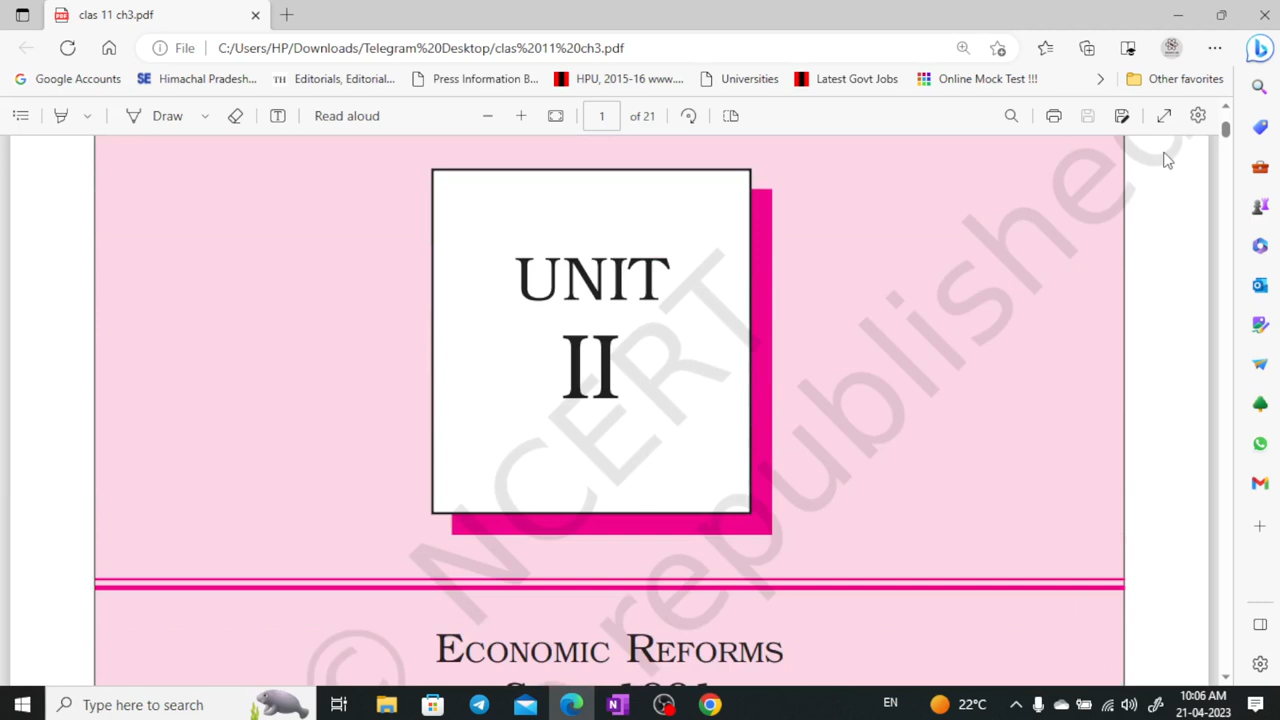 clas 11 ch3.pdf
File C:/Users/HP/Downloads/Telegram%20Desktop/clas%2011%20ch3.pdf
Google Accounts SE Himachal Pradesh... TH Editorials, Editorial... Press Information B... HPU, 2015-16 www.... Universities Latest Govt Jobs Online Mock Test !!! Other favorites
Draw Read aloud 1 of 21
UNIT
II
© NCERT
republished
ECONOMIC REFORMS
Type here to search EN 22°C 10:06 AM
21-04-2023